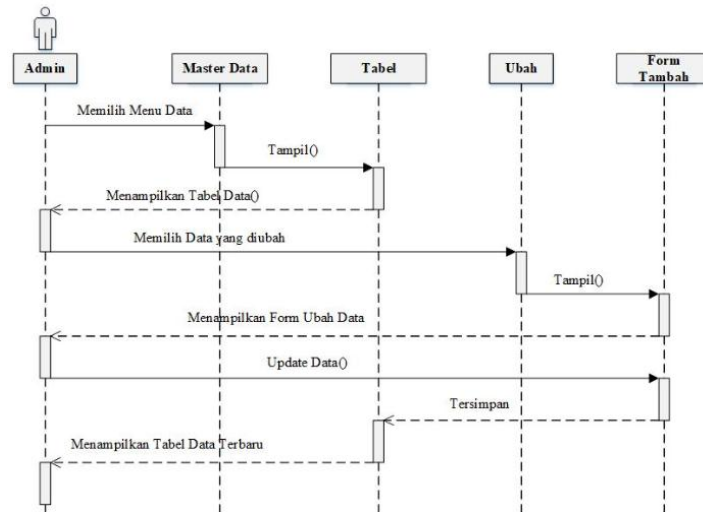 Admin
Master Data
Tabel
Ubah
Form
Tambah
Memilih Menu Data
Tampil()
Menampilkan Tabel Data()
Memilih Data yang diubah
Tampil()
Menampilkan Form Ubah Data
Update Data()
Tersimpan
Menampilkan Tabel Data Terbaru